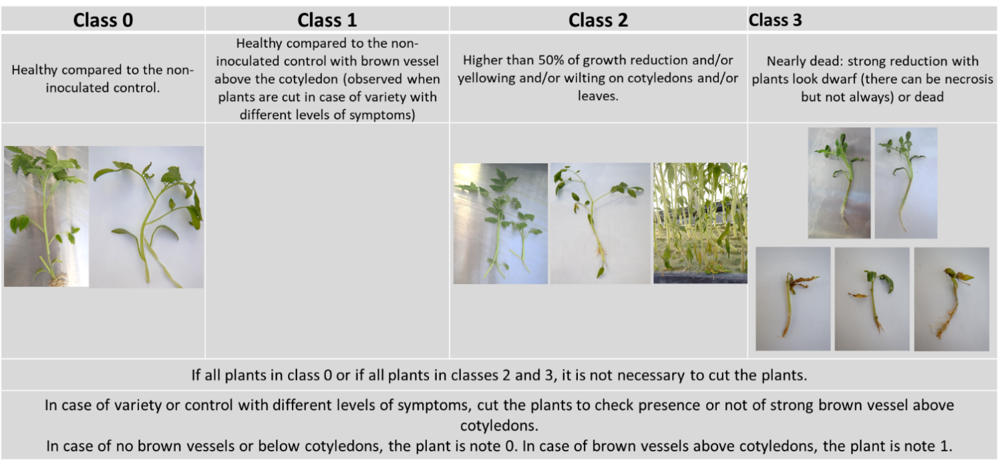 Class 0
Class 1
Class 2
Class 3
Healthy compared to the non-
inoculated control.
Healthy compared to the non-
inoculated control with brown vessel
above the cotyledon (observed when
plants are cut in case of variety with
different levels of symptoms)
Higher than 50% of growth reduction and/or
yellowing and/or wilting on cotyledons and/or
leaves.
Nearly dead: strong reduction with
plants look dwarf (there can be necrosis
but not always) or dead
If all plants in class 0 or if all plants in classes 2 and 3, it is not necessary to cut the plants.
In case of variety or control with different levels of symptoms, cut the plants to check presence or not of strong brown vessel above
cotyledons.
In case of no brown vessels or below cotyledons, the plant is note 0. In case of brown vessels above cotyledons, the plant is note 1.